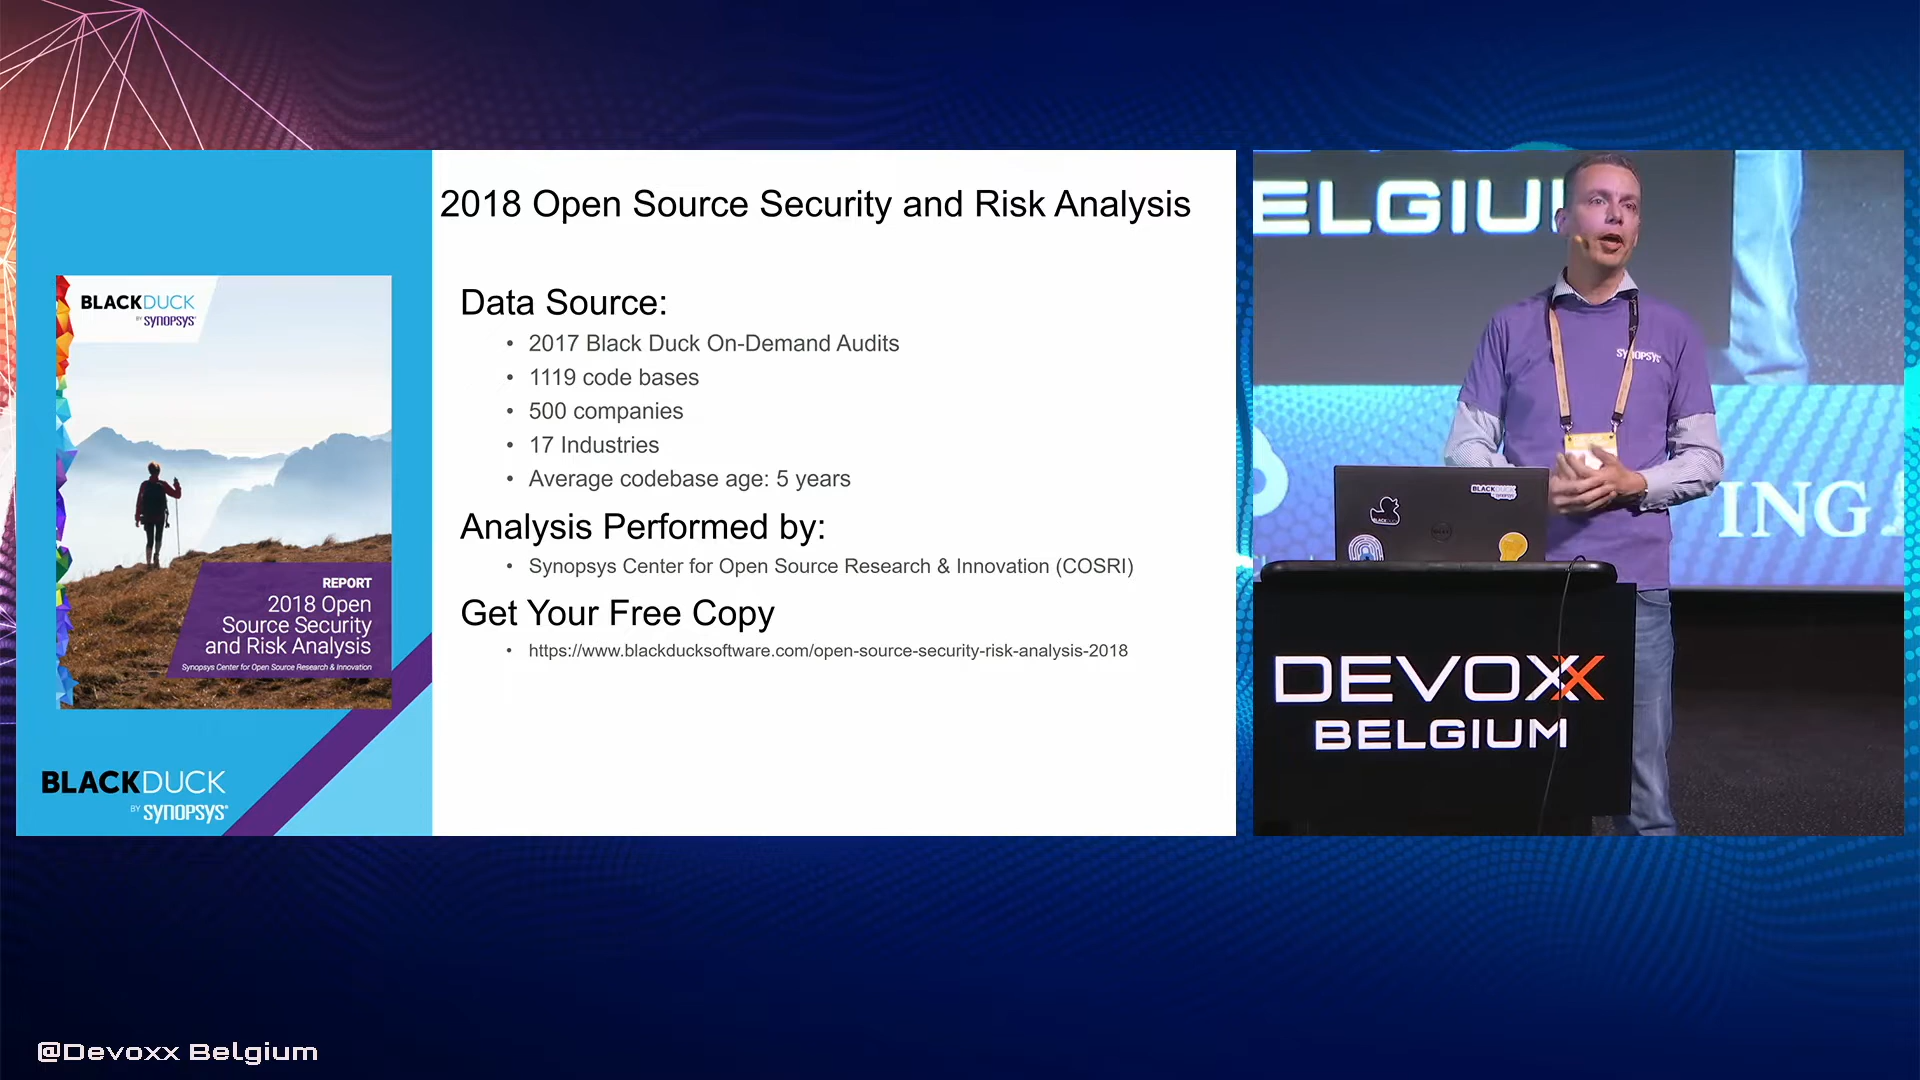 2018 Open Source Security and Risk Analysis
Data Source:
• 2017 Black Duck On-Demand Audits
• 1119 code bases
• 500 companies
• 17 Industries
• Average codebase age: 5 years
Analysis Performed by:
• Synopsys Center for Open Source Research & Innovation (COSRI)
Get Your Free Copy
• https://www.blackducksoftware.com/open-source-security-risk-analysis-2018
BLACKDUCK
BY SYNOPSYS
REPORT
2018 Open
Source Security
and Risk Analysis
Synopsys Center for Open Source Research & Innovation
BLACKDUCK
BY SYNOPSYS
ELGIU
SYNOPSYS
BLACKDUCK
BLACKDUCK
ING
DEVOXX
BELGIUM
@Devoxx Belgium